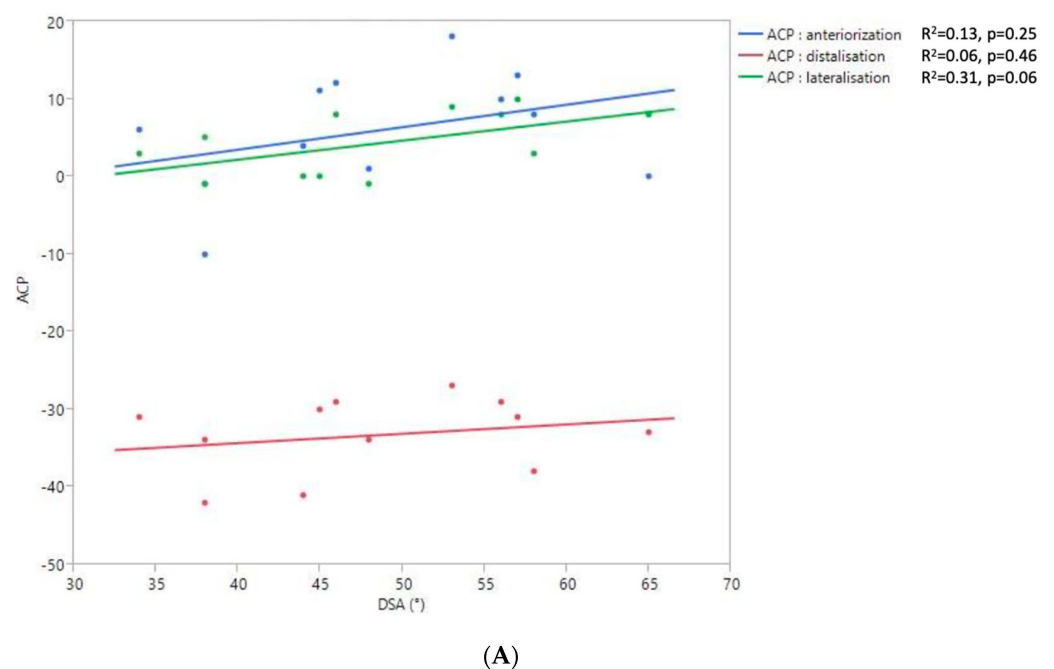 20
10
0
-10
-20
-30
-40
-50
ACP
30 35 40 45 50 55 60 65 70
DSA (°)
ACP : anteriorization R²=0.13, p=0.25
ACP : distalisation R²=0.06, p=0.46
ACP : lateralisation R²=0.31, p=0.06
(A)